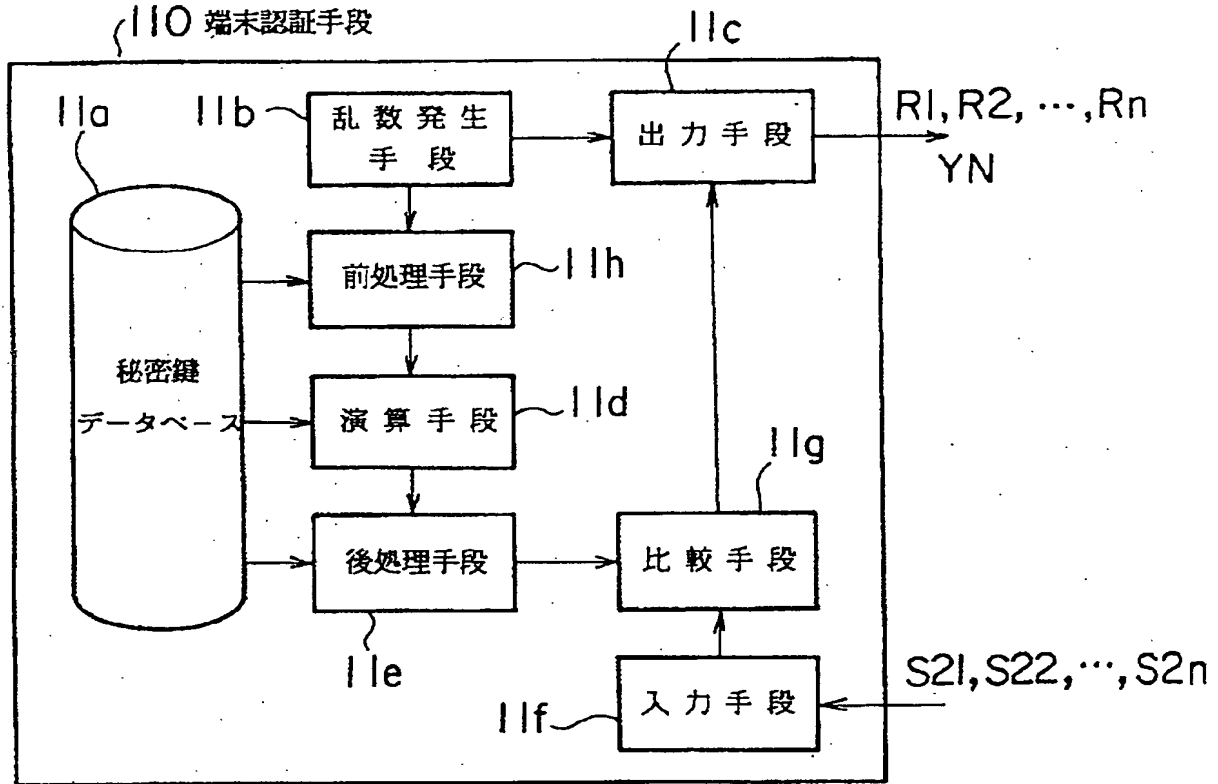 110 端末認証手段
11c
11a
11b
乱数発生
手段
出力手段
R1, R2, …, Rn
YN
前処理手段
11h
秘密鍵
データベース
演算手段
11d
11g
後処理手段
比較手段
11e
S21, S22, …, S2n
11f
入力手段